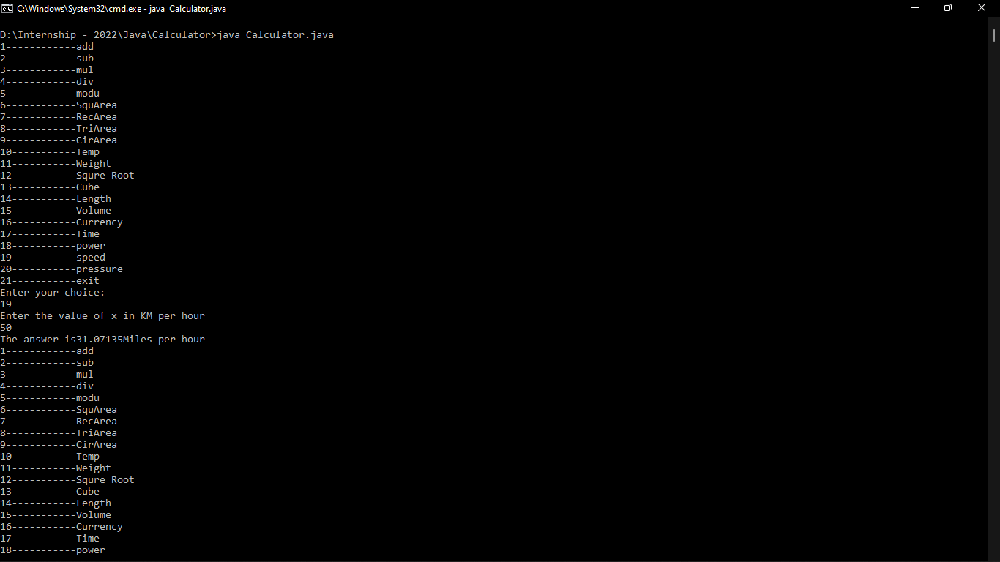 C:\Windows\System32\cmd.exe - java  Calculator.java
D:\Internship - 2022\Java\Calculator>java Calculator.java
1------------add
2------------sub
3------------mul
4------------div
5------------modu
6------------SquArea
7------------RecArea
8------------TriArea
9------------CirArea
10-----------Temp
11-----------Weight
12-----------Squre Root
13-----------Cube
14-----------Length
15-----------Volume
16-----------Currency
17-----------Time
18-----------power
19-----------speed
20-----------pressure
21-----------exit
Enter your choice:
19
Enter the value of x in KM per hour
50
The answer is31.07135Miles per hour
1------------add
2------------sub
3------------mul
4------------div
5------------modu
6------------SquArea
7------------RecArea
8------------TriArea
9------------CirArea
10-----------Temp
11-----------Weight
12-----------Squre Root
13-----------Cube
14-----------Length
15-----------Volume
16-----------Currency
17-----------Time
18-----------power